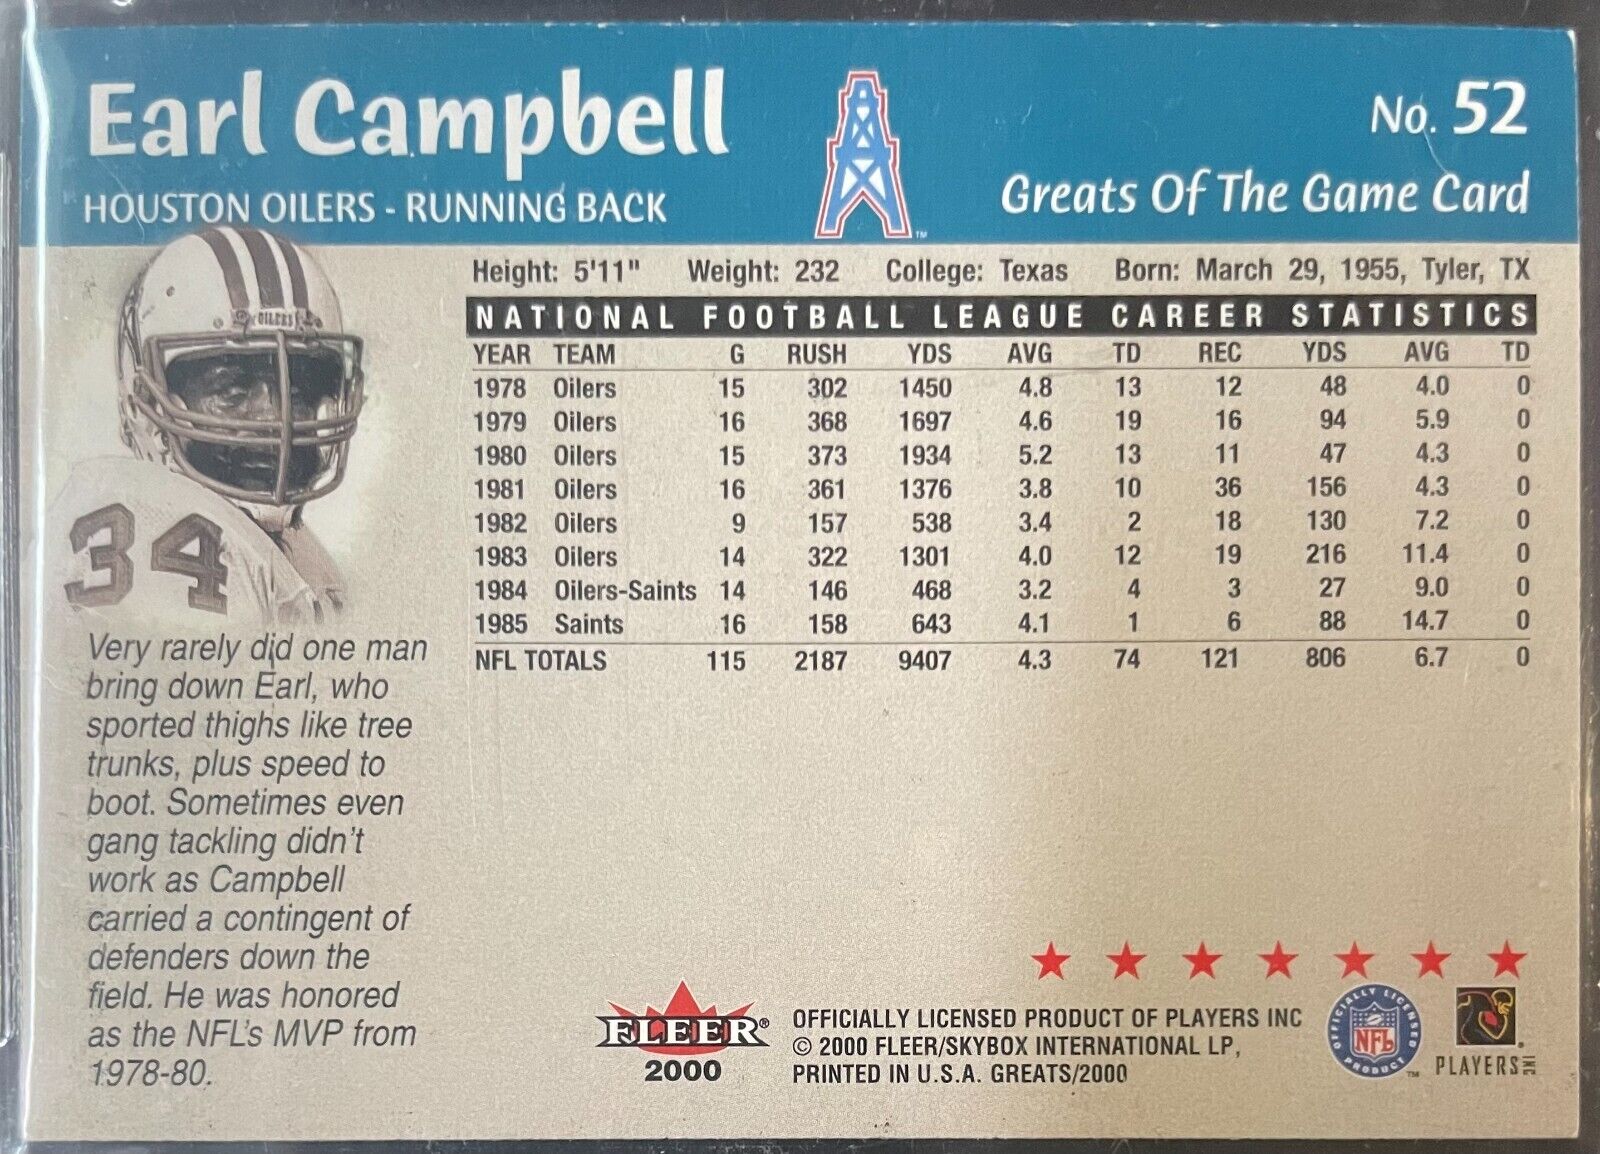 Earl Campbell
No. 52
HOUSTON OILERS - RUNNING BACK
Greats Of The Game Card
TM
Height: 5'11" Weight: 232 College: Texas Born: March 29, 1955, Tyler, TX
NATIONAL FOOTBALL LEAGUE CAREER STATISTICS
YEAR TEAM G RUSH YDS AVG TD REC YDS AVG TD
1978 Oilers 15 302 1450 4.8 13 12 48 4.0 0
1979 Oilers 16 368 1697 4.6 19 16 94 5.9 0
1980 Oilers 15 373 1934 5.2 13 11 47 4.3 0
1981 Oilers 16 361 1376 3.8 10 36 156 4.3 0
1982 Oilers 9 157 538 3.4 2 18 130 7.2 0
1983 Oilers 14 322 1301 4.0 12 19 216 11.4 0
1984 Oilers-Saints 14 146 468 3.2 4 3 27 9.0 0
1985 Saints 16 158 643 4.1 1 6 88 14.7 0
NFL TOTALS 115 2187 9407 4.3 74 121 806 6.7 0
OILERS
34
Very rarely did one man
bring down Earl, who
sported thighs like tree
trunks, plus speed to
boot. Sometimes even
gang tackling didn't
work as Campbell
carried a contingent of
defenders down the
field. He was honored
as the NFL's MVP from
1978-80.
FLEER®
2000
OFFICIALLY LICENSED PRODUCT OF PLAYERS INC
© 2000 FLEER/SKYBOX INTERNATIONAL LP,
PRINTED IN U.S.A. GREATS/2000
OFFICIALLY LICENSED PRODUCT
NFL
TM
PLAYERS INC